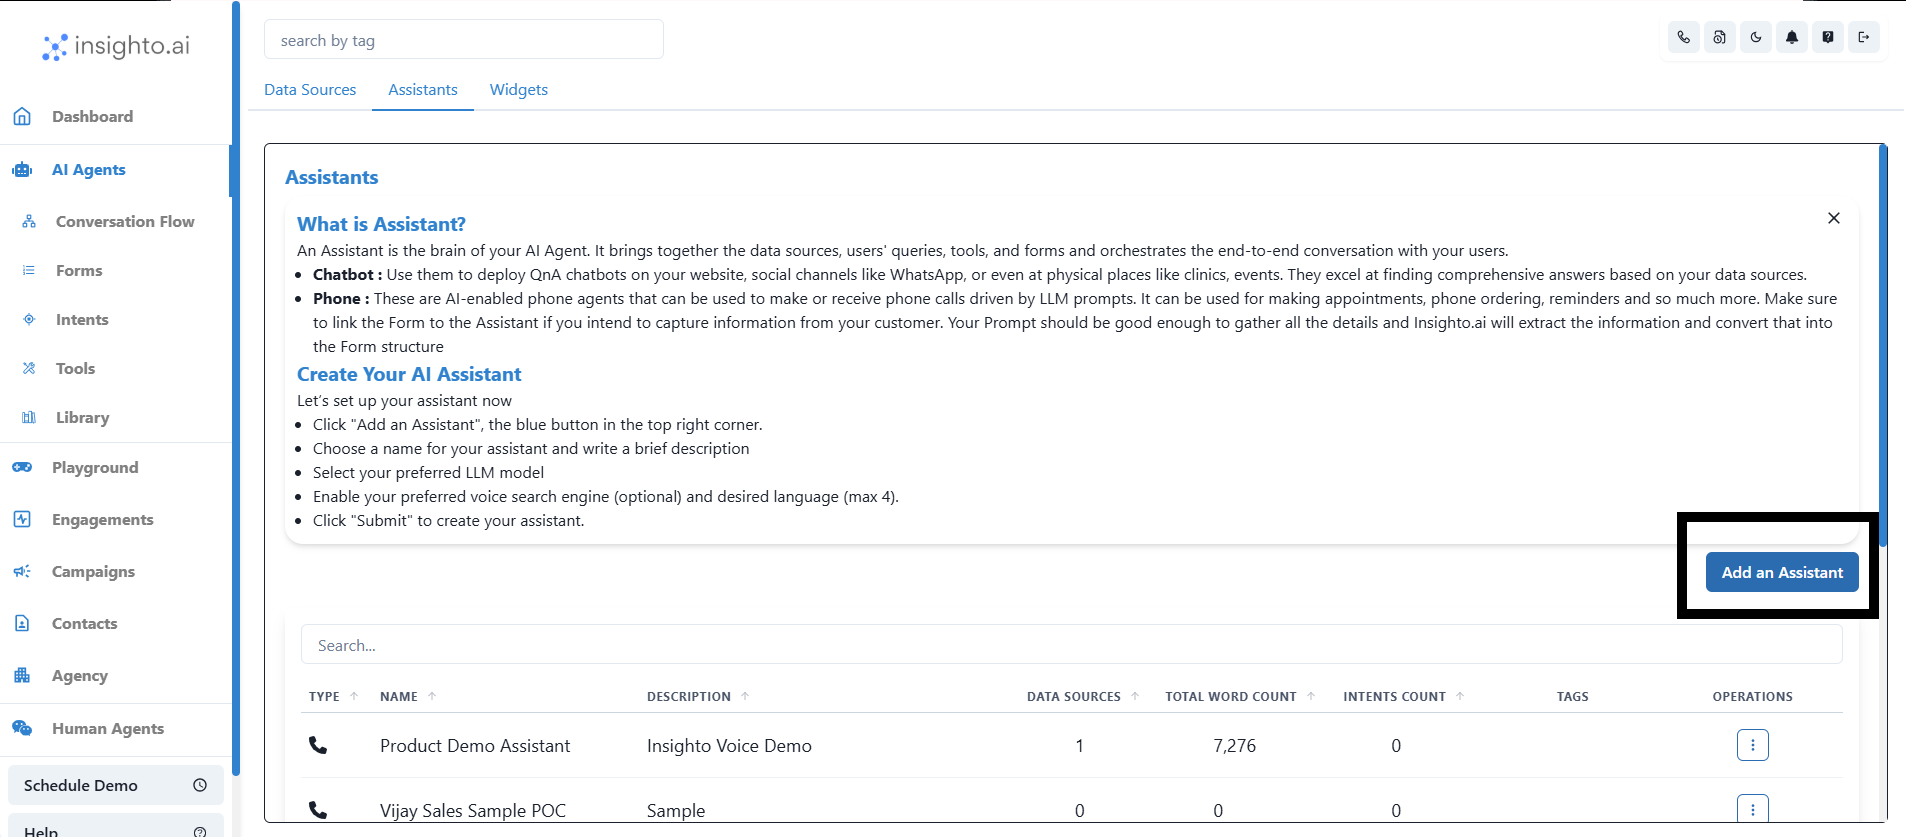 insighto.ai
search by tag
Data Sources
Assistants
Widgets
Dashboard
AI Agents
Conversation Flow
Forms
Intents
Tools
Library
Playground
Engagements
Campaigns
Contacts
Agency
Human Agents
Schedule Demo
Help
Assistants
What is Assistant?
An Assistant is the brain of your AI Agent. It brings together the data sources, users' queries, tools, and forms and orchestrates the end-to-end conversation with your users.
• Chatbot : Use them to deploy QnA chatbots on your website, social channels like WhatsApp, or even at physical places like clinics, events. They excel at finding comprehensive answers based on your data sources.
• Phone : These are AI-enabled phone agents that can be used to make or receive phone calls driven by LLM prompts. It can be used for making appointments, phone ordering, reminders and so much more. Make sure
to link the Form to the Assistant if you intend to capture information from your customer. Your Prompt should be good enough to gather all the details and Insighto.ai will extract the information and convert that into
the Form structure
Create Your AI Assistant
Let's set up your assistant now
• Click "Add an Assistant", the blue button in the top right corner.
• Choose a name for your assistant and write a brief description
• Select your preferred LLM model
• Enable your preferred voice search engine (optional) and desired language (max 4).
• Click "Submit" to create your assistant.
Add an Assistant
Search...
TYPE NAME DESCRIPTION DATA SOURCES TOTAL WORD COUNT INTENTS COUNT TAGS OPERATIONS
Product Demo Assistant Insighto Voice Demo 1 7,276 0
Vijay Sales Sample POC Sample 0 0 0